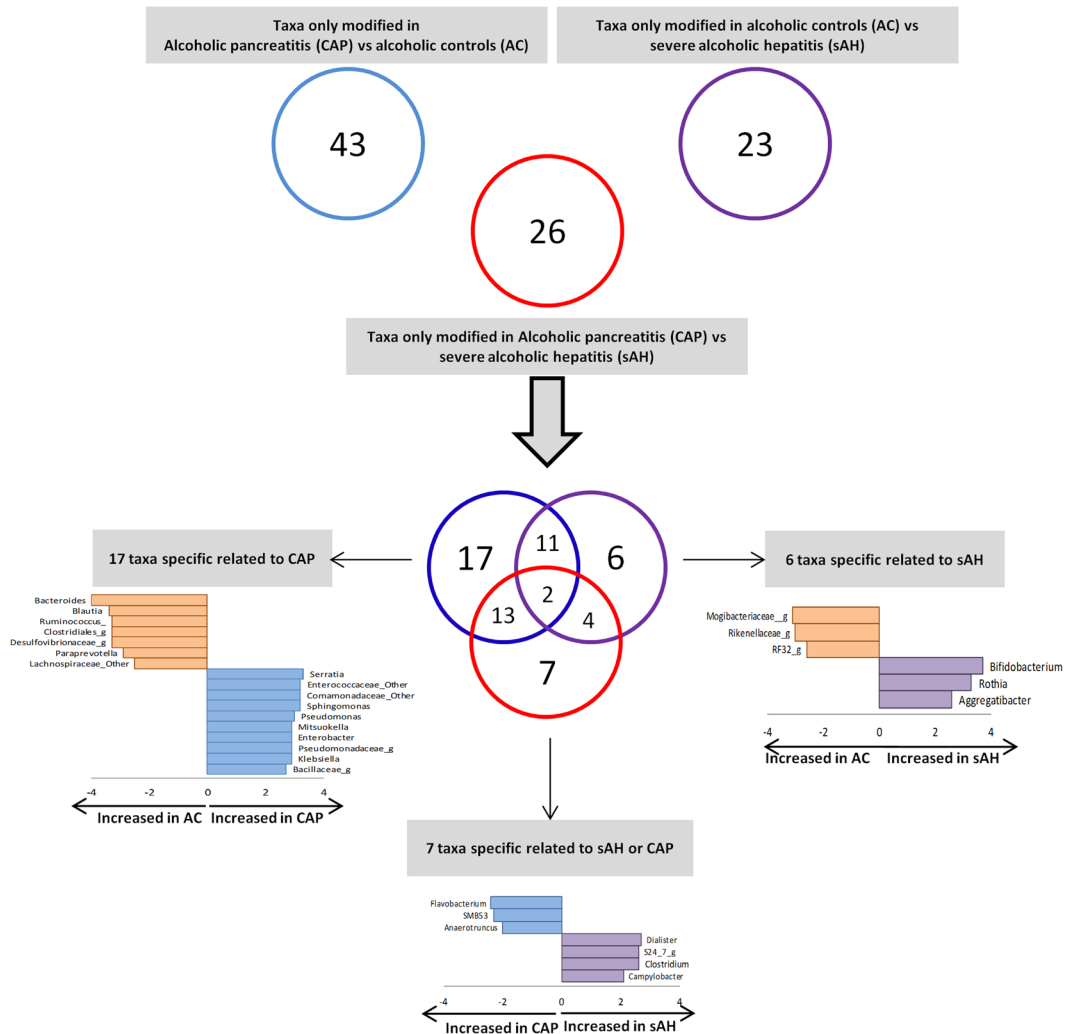 Taxa only modified in
Alcoholic pancreatitis (CAP) vs alcoholic controls (AC)
Taxa only modified in alcoholic controls (AC) vs
severe alcoholic hepatitis (sAH)
43
23
26
Taxa only modified in Alcoholic pancreatitis (CAP) vs
severe alcoholic hepatitis (sAH)
17
11
6
2
13
4
7
17 taxa specific related to CAP
Bacteroides
Blautia
Ruminococcus_
Clostridiales_g
Desulfovibrionaceae_g
Paraprevotella
Lachnospiraceae_Other
Serratia
Enterococcaceae_Other
Comamonadaceae_Other
Sphingomonas
Pseudomonas
Mitsuokella
Enterobacter
Pseudomonadaceae_g
Klebsiella
Bacillaceae_g
-4 -2 0 2 4
Increased in AC Increased in CAP
6 taxa specific related to sAH
Mogibacteriaceae__g
Rikenellaceae_g
RF32_g
Bifidobacterium
Rothia
Aggregatibacter
-4 -2 0 2 4
Increased in AC Increased in sAH
7 taxa specific related to sAH or CAP
Flavobacterium
SMB53
Anaerotruncus
Dialister
S24_7_g
Clostridium
Campylobacter
-4 -2 0 2 4
Increased in CAP Increased in sAH